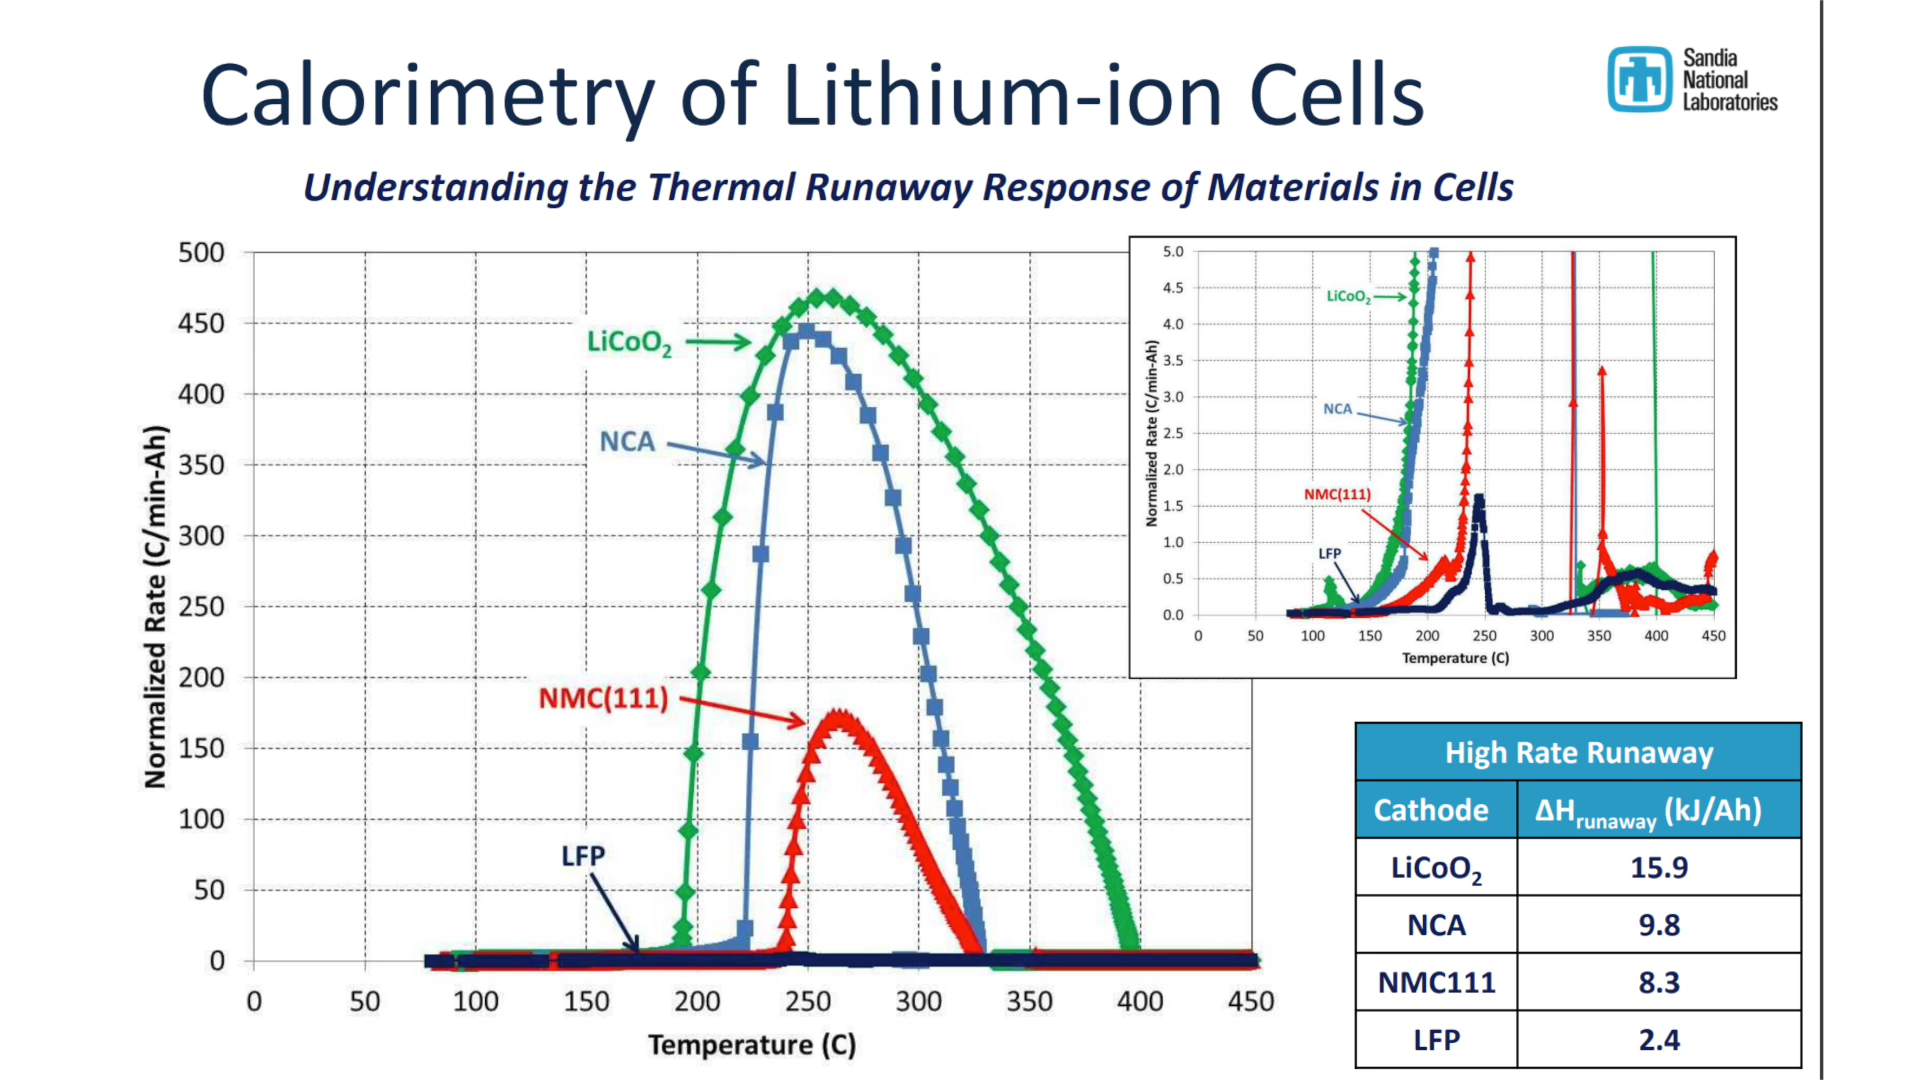 Calorimetry of Lithium-ion Cells
Sandia
National
Laboratories
Understanding the Thermal Runaway Response of Materials in Cells
500
450
400
350
300
250
200
150
100
50
0
Normalized Rate (C/min-Ah)
LiCoO₂
NCA
NMC(111)
LFP
0 50 100 150 200 250 300 350 400 450
Temperature (C)
5.0
4.5
4.0
3.5
3.0
2.5
2.0
1.5
1.0
0.5
0.0
Normalized Rate (C/min-Ah)
LiCoO₂
NCA
NMC(111)
LFP
0 50 100 150 200 250 300 350 400 450
Temperature (C)
High Rate Runaway
Cathode ΔHrunaway (kJ/Ah)
LiCoO₂ 15.9
NCA 9.8
NMC111 8.3
LFP 2.4